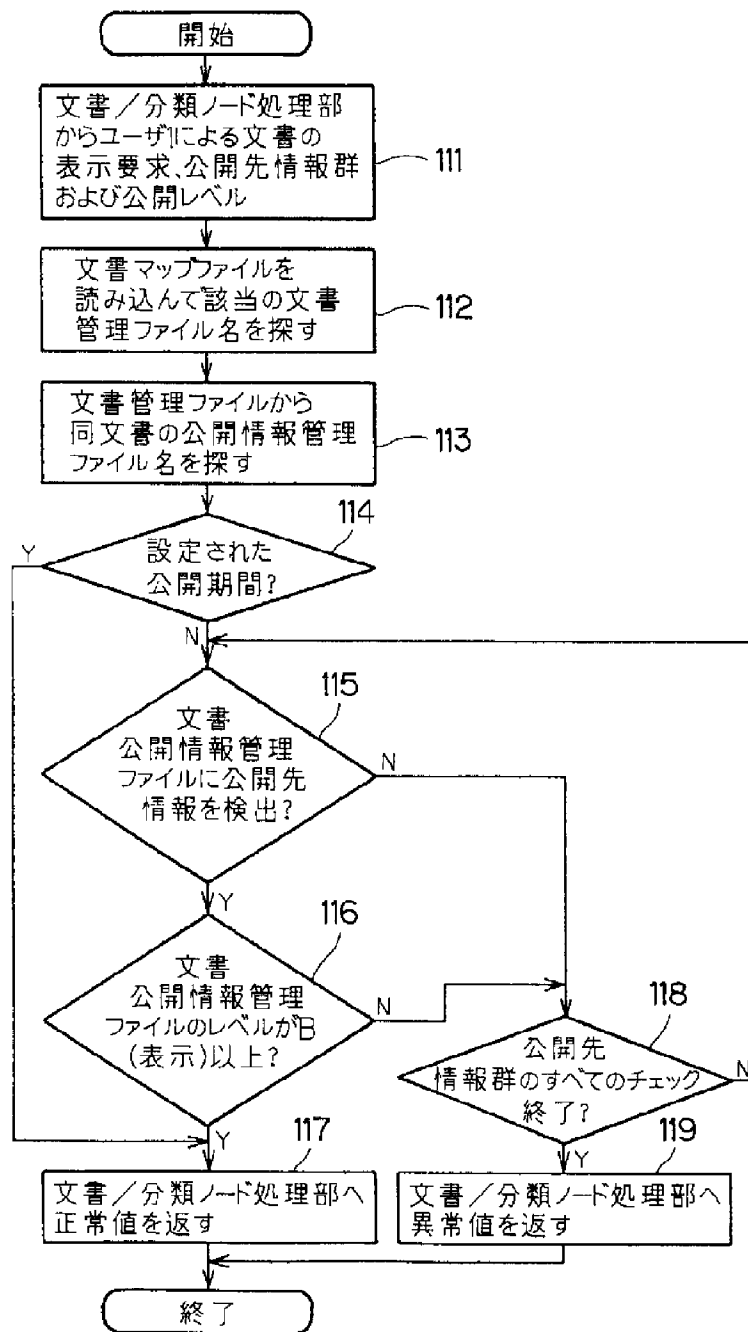 開始
文書／分類ノード処理部
からユーザ1による文書の
表示要求、公開先情報群
および公開レベル
111
文書マップファイルを
読み込んで該当の文書
管理ファイル名を探す
112
文書管理ファイルから
同文書の公開情報管理
ファイル名を探す
113
114
Y
設定された
公開期間?
N
115
文書
公開情報管理
ファイルに公開先
情報を検出?
N
Y
116
文書
公開情報管理
ファイルのレベルがB
(表示)以上?
N
118
公開先
情報群のすべてのチェック
終了?
N
Y
117
Y
119
文書／分類ノード処理部へ
正常値を返す
文書／分類ノード処理部へ
異常値を返す
終了